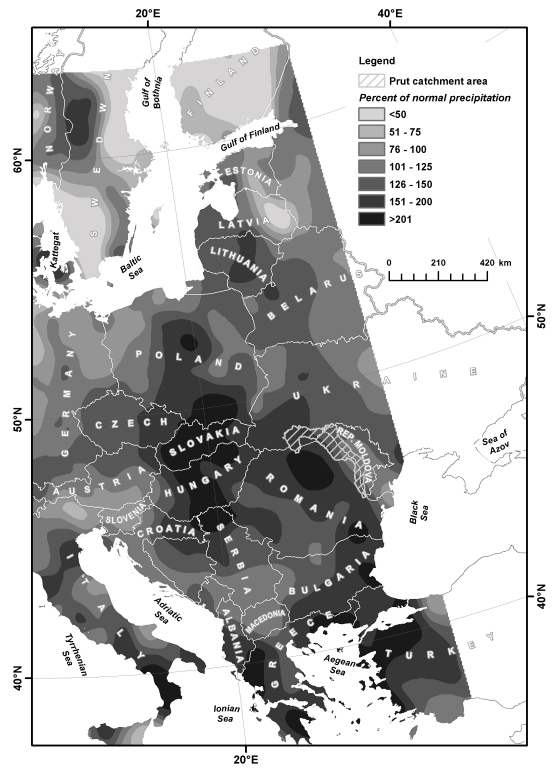 20°E
40°E
Legend
Prut catchment area
Percent of normal precipitation
<50
51 - 75
76 - 100
101 - 125
126 - 150
151 - 200
>201
0 210 420 km
NORWAY
SWEDWN
FINLAND
Gulf of
Bothnia
Gulf of Finland
60°N
ESTONIA
LATVIA
LITHUANIA
Kattegat
Baltic
Sea
BELARUS
50°N
GERMANY
POLAND
UKRAINE
50°N
CZECH
SLOVAKIA
REP. MOLDOVA
Sea of
Azov
AUSTRIA
HUNGARY
ROMANIA
SLOVENIA
CROATIA
Black
Sea
SERBIA
ITALY
BULGARIA
40°N
Adriatic
Sea
ALBANIA
MACEDONIA
GREECE
Tyrrhenian
Sea
Aegean
Sea
TURKEY
40°N
Ionian
Sea
20°E